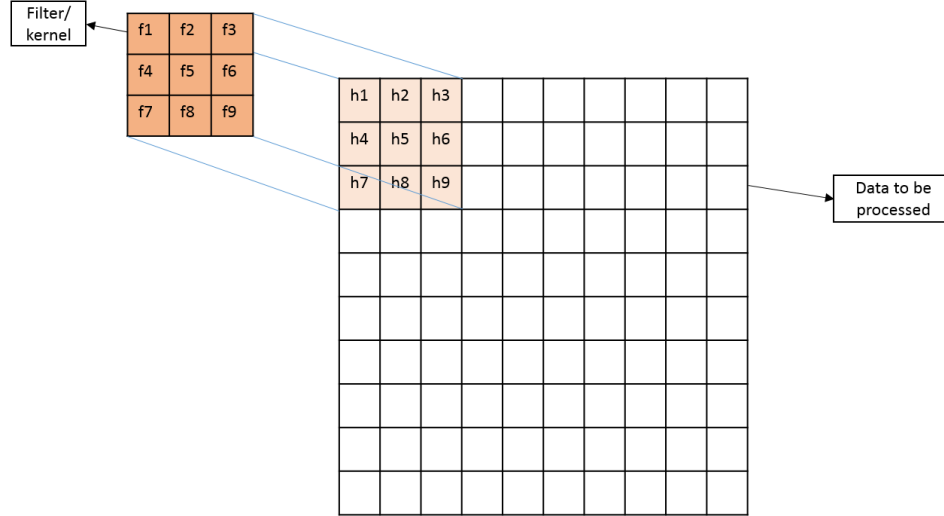 Filter/
kernel
f1 f2 f3
f4 f5 f6
f7 f8 f9
h1 h2 h3
h4 h5 h6
h7 h8 h9
Data to be
processed